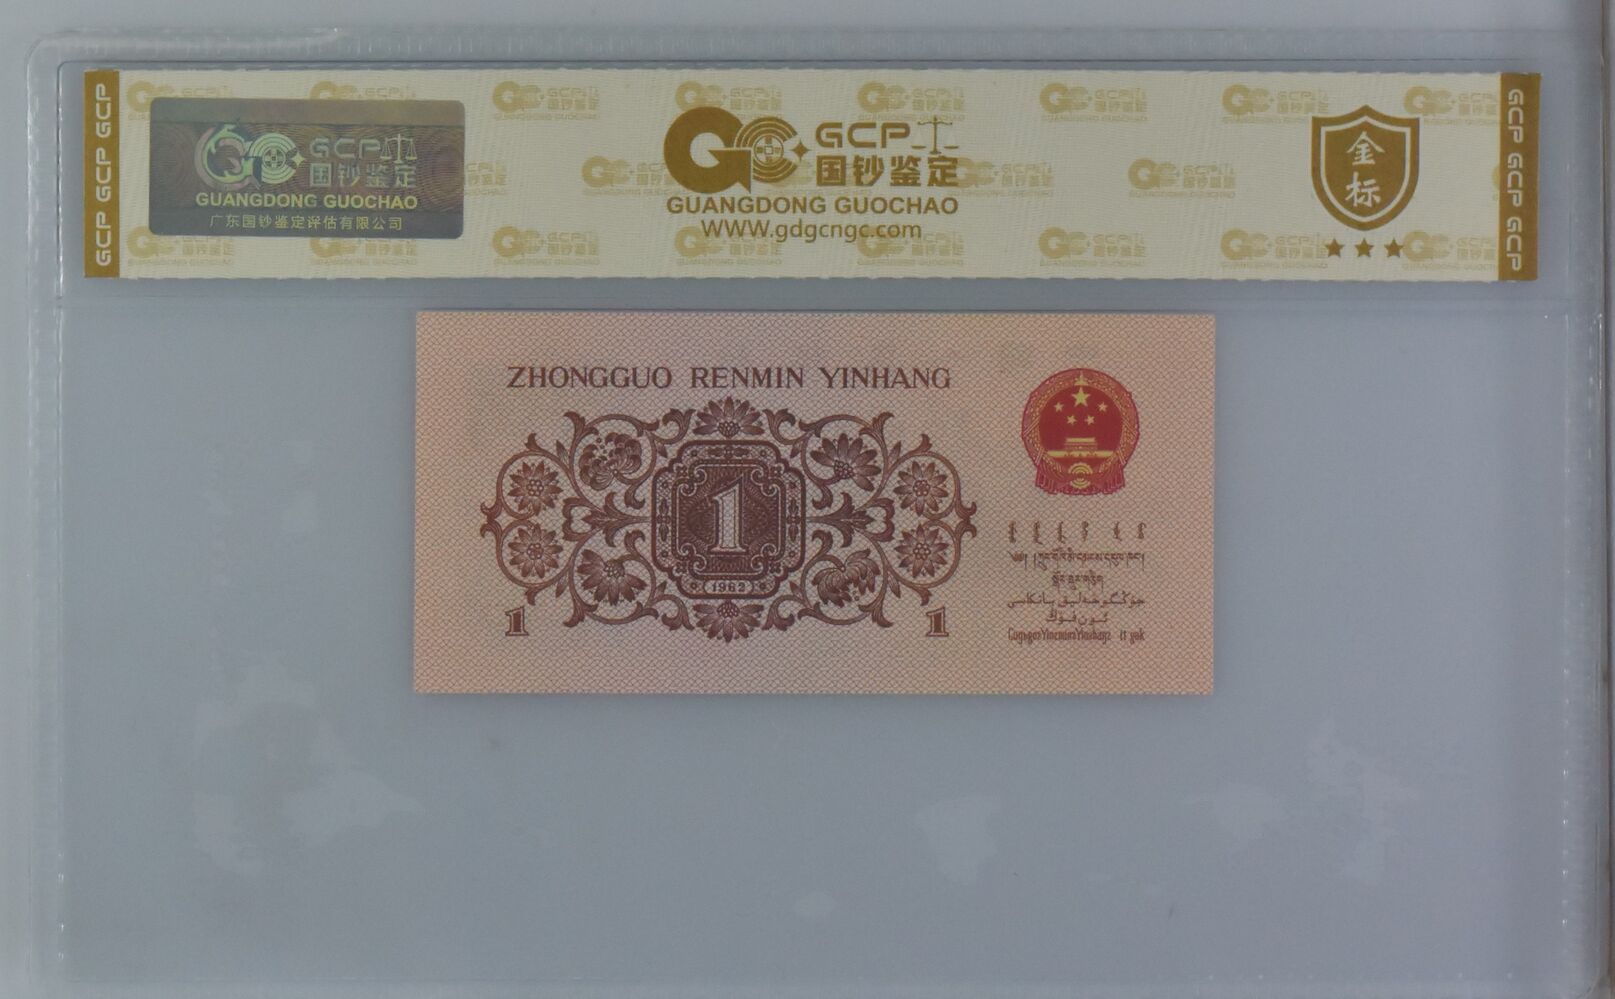 GCP GCP GCP
GCP
国钞鉴定
GUANGDONG GUOCHAO
广东国钞鉴定评估有限公司
GCP
国钞鉴定
GUANGDONG GUOCHAO
WWW.gdgcngc.com
金
标
GCP GCP GCP
ZHONGGUO RENMIN YINHANG
1
(1962)
1
1